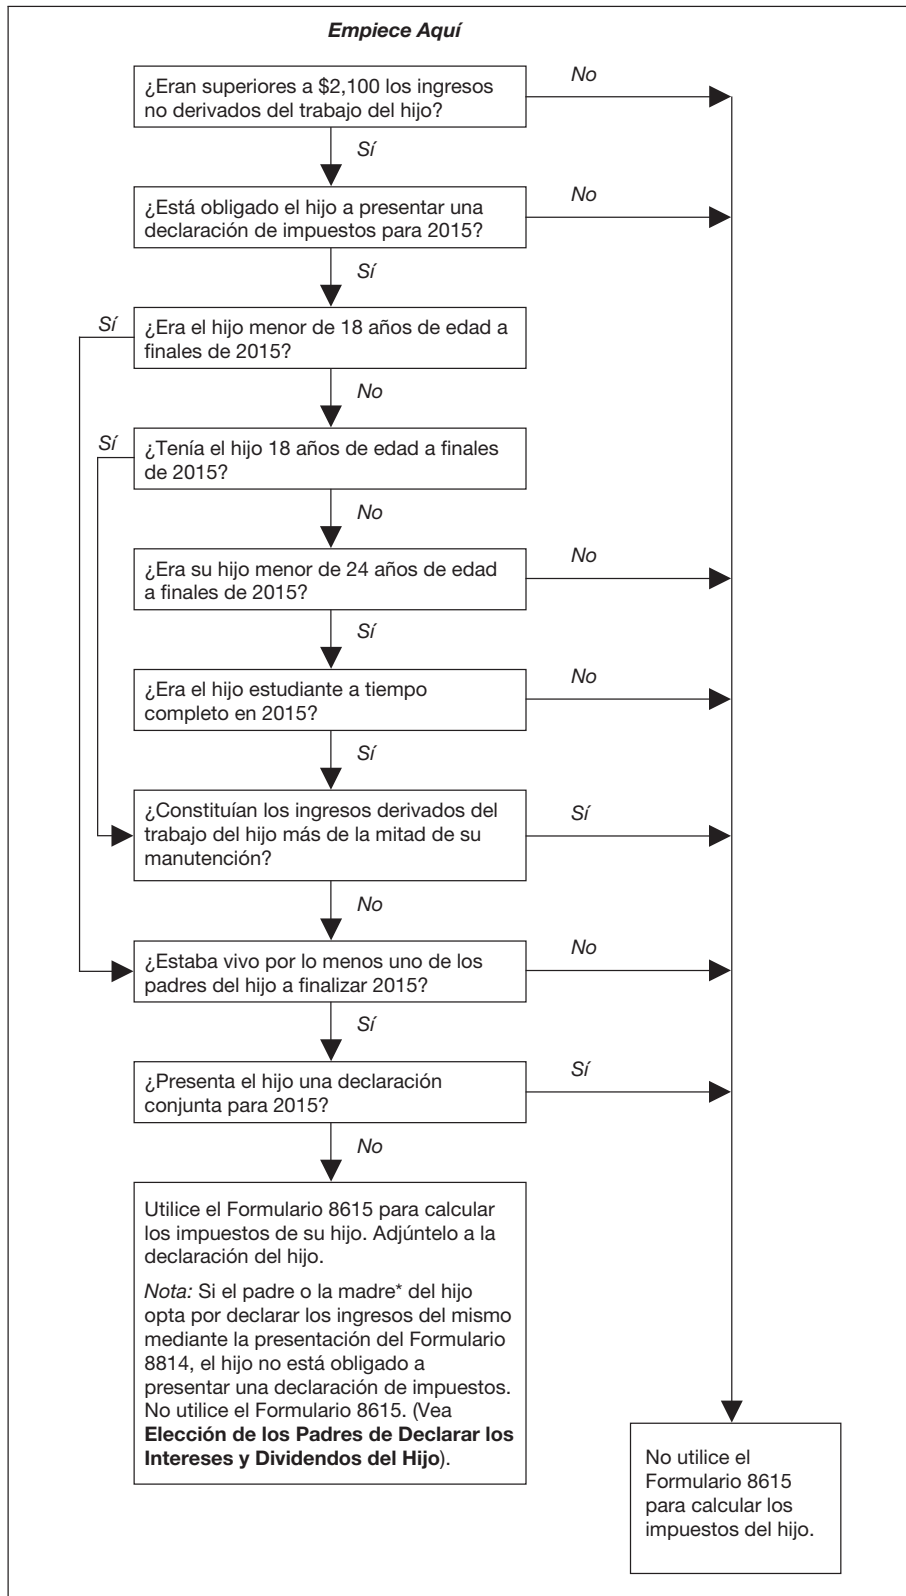 Empiece Aquí
¿Eran superiores a $2,100 los ingresos
no derivados del trabajo del hijo?
No
Sí
¿Está obligado el hijo a presentar una
declaración de impuestos para 2015?
No
Sí
Sí
¿Era el hijo menor de 18 años de edad a
finales de 2015?
No
Sí
¿Tenía el hijo 18 años de edad a finales
de 2015?
No
¿Era su hijo menor de 24 años de edad
a finales de 2015?
No
Sí
¿Era el hijo estudiante a tiempo
completo en 2015?
No
Sí
¿Constituían los ingresos derivados del
trabajo del hijo más de la mitad de su
manutención?
Sí
No
¿Estaba vivo por lo menos uno de los
padres del hijo a finalizar 2015?
No
Sí
¿Presenta el hijo una declaración
conjunta para 2015?
Sí
No
Utilice el Formulario 8615 para calcular
los impuestos de su hijo. Adjúntelo a la
declaración del hijo.
Nota: Si el padre o la madre* del hijo
opta por declarar los ingresos del mismo
mediante la presentación del Formulario
8814, el hijo no está obligado a
presentar una declaración de impuestos.
No utilice el Formulario 8615. (Vea
Elección de los Padres de Declarar los
Intereses y Dividendos del Hijo).
No utilice el
Formulario 8615
para calcular los
impuestos del hijo.